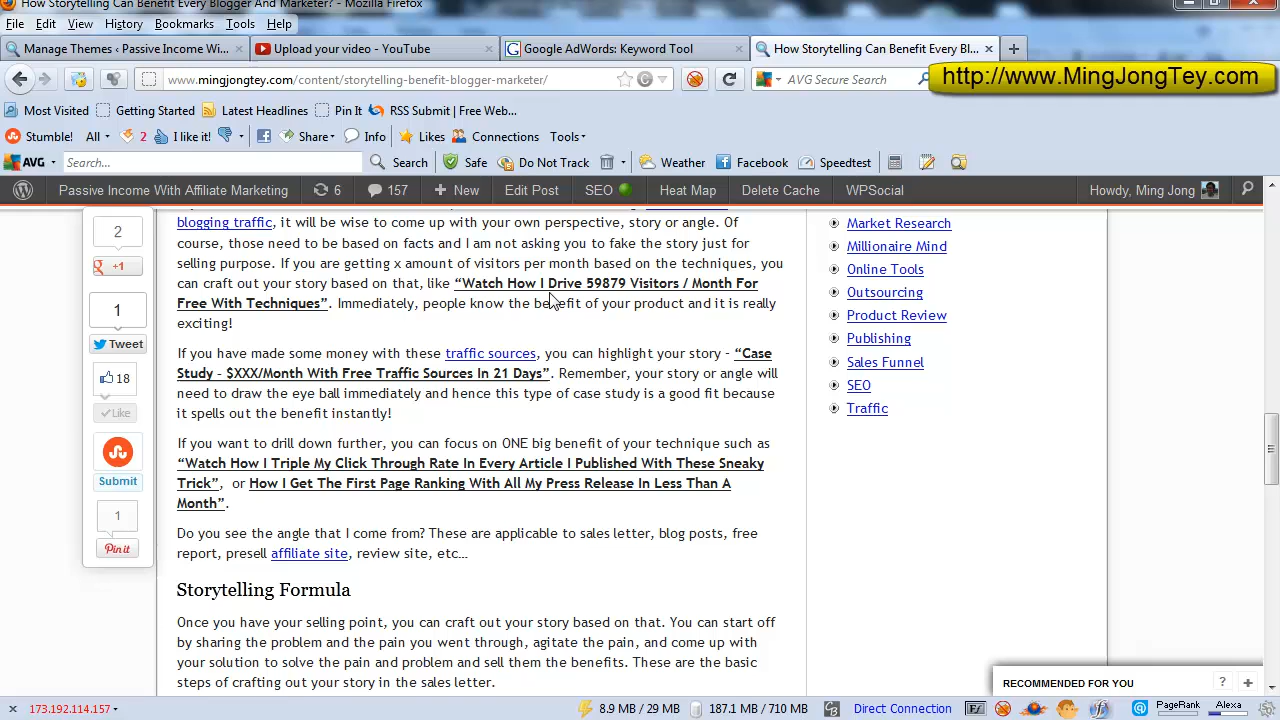 How Storytelling Can Benefit Every Blogger And Marketer? - Mozilla Firefox
File Edit View History Bookmarks Tools Help
Manage Themes ‹ Passive Income Wi...
Upload your video - YouTube
Google AdWords: Keyword Tool
How Storytelling Can Benefit Every Bl...
www.mingjongtey.com/content/storytelling-benefit-blogger-marketer/
AVG Secure Search
http://www.MingJongTey.com
Most Visited Getting Started Latest Headlines Pin It RSS Submit | Free Web...
Stumble! All 2 I like it! Share Info Likes Connections Tools
AVG Search... Search Safe Do Not Track Weather Facebook Speedtest
Passive Income With Affiliate Marketing 6 157 New Edit Post SEO Heat Map Delete Cache WPSocial Howdy, Ming Jong
blogging traffic, it will be wise to come up with your own perspective, story or angle. Of
course, those need to be based on facts and I am not asking you to fake the story just for
selling purpose. If you are getting x amount of visitors per month based on the techniques, you
can craft out your story based on that, like “Watch How I Drive 59879 Visitors / Month For
Free With Techniques”. Immediately, people know the benefit of your product and it is really
exciting!
If you have made some money with these traffic sources, you can highlight your story - “Case
Study - $XXX/Month With Free Traffic Sources In 21 Days”. Remember, your story or angle will
need to draw the eye ball immediately and hence this type of case study is a good fit because
it spells out the benefit instantly!
If you want to drill down further, you can focus on ONE big benefit of your technique such as
“Watch How I Triple My Click Through Rate In Every Article I Published With These Sneaky
Trick”, or How I Get The First Page Ranking With All My Press Release In Less Than A
Month”.
Do you see the angle that I come from? These are applicable to sales letter, blog posts, free
report, presell affiliate site, review site, etc…
Storytelling Formula
Once you have your selling point, you can craft out your story based on that. You can start off
by sharing the problem and the pain you went through, agitate the pain, and come up with
your solution to solve the pain and problem and sell them the benefits. These are the basic
steps of crafting out your story in the sales letter.
2
+1
1
Tweet
18
Like
Submit
1
Pin it
Market Research
Millionaire Mind
Online Tools
Outsourcing
Product Review
Publishing
Sales Funnel
SEO
Traffic
RECOMMENDED FOR YOU ? +
173.192.114.157 8.9 MB / 29 MB 187.1 MB / 710 MB Direct Connection PageRank Alexa